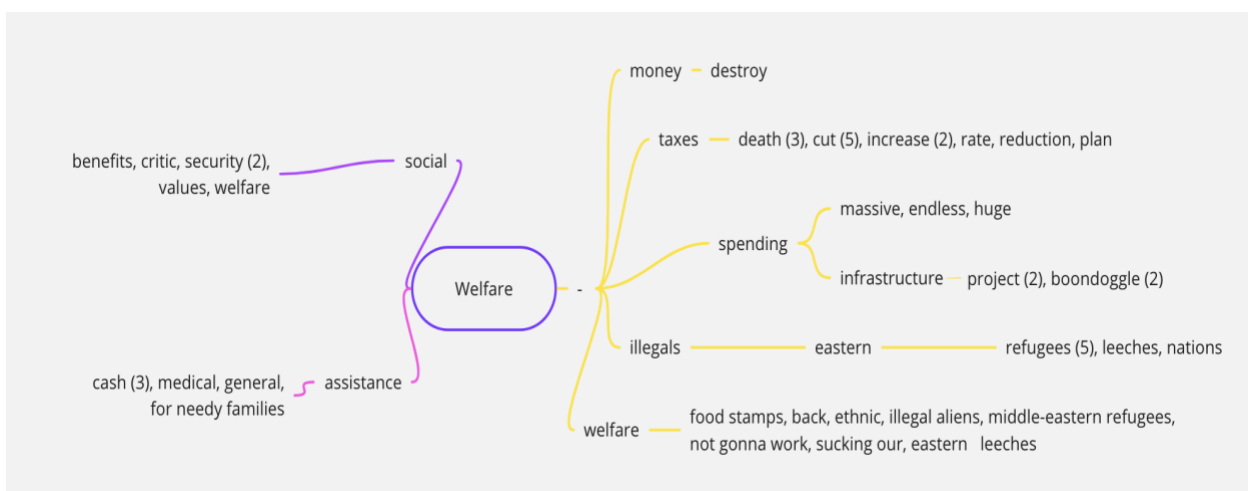 money
destroy
taxes
death (3), cut (5), increase (2), rate, reduction, plan
benefits, critic, security (2),
values, welfare
social
massive, endless, huge
spending
infrastructure
project (2), boondoggle (2)
Welfare
-
illegals
eastern
refugees (5), leeches, nations
cash (3), medical, general,
for needy families
assistance
welfare
food stamps, back, ethnic, illegal aliens, middle-eastern refugees,
not gonna work, sucking our, eastern leeches